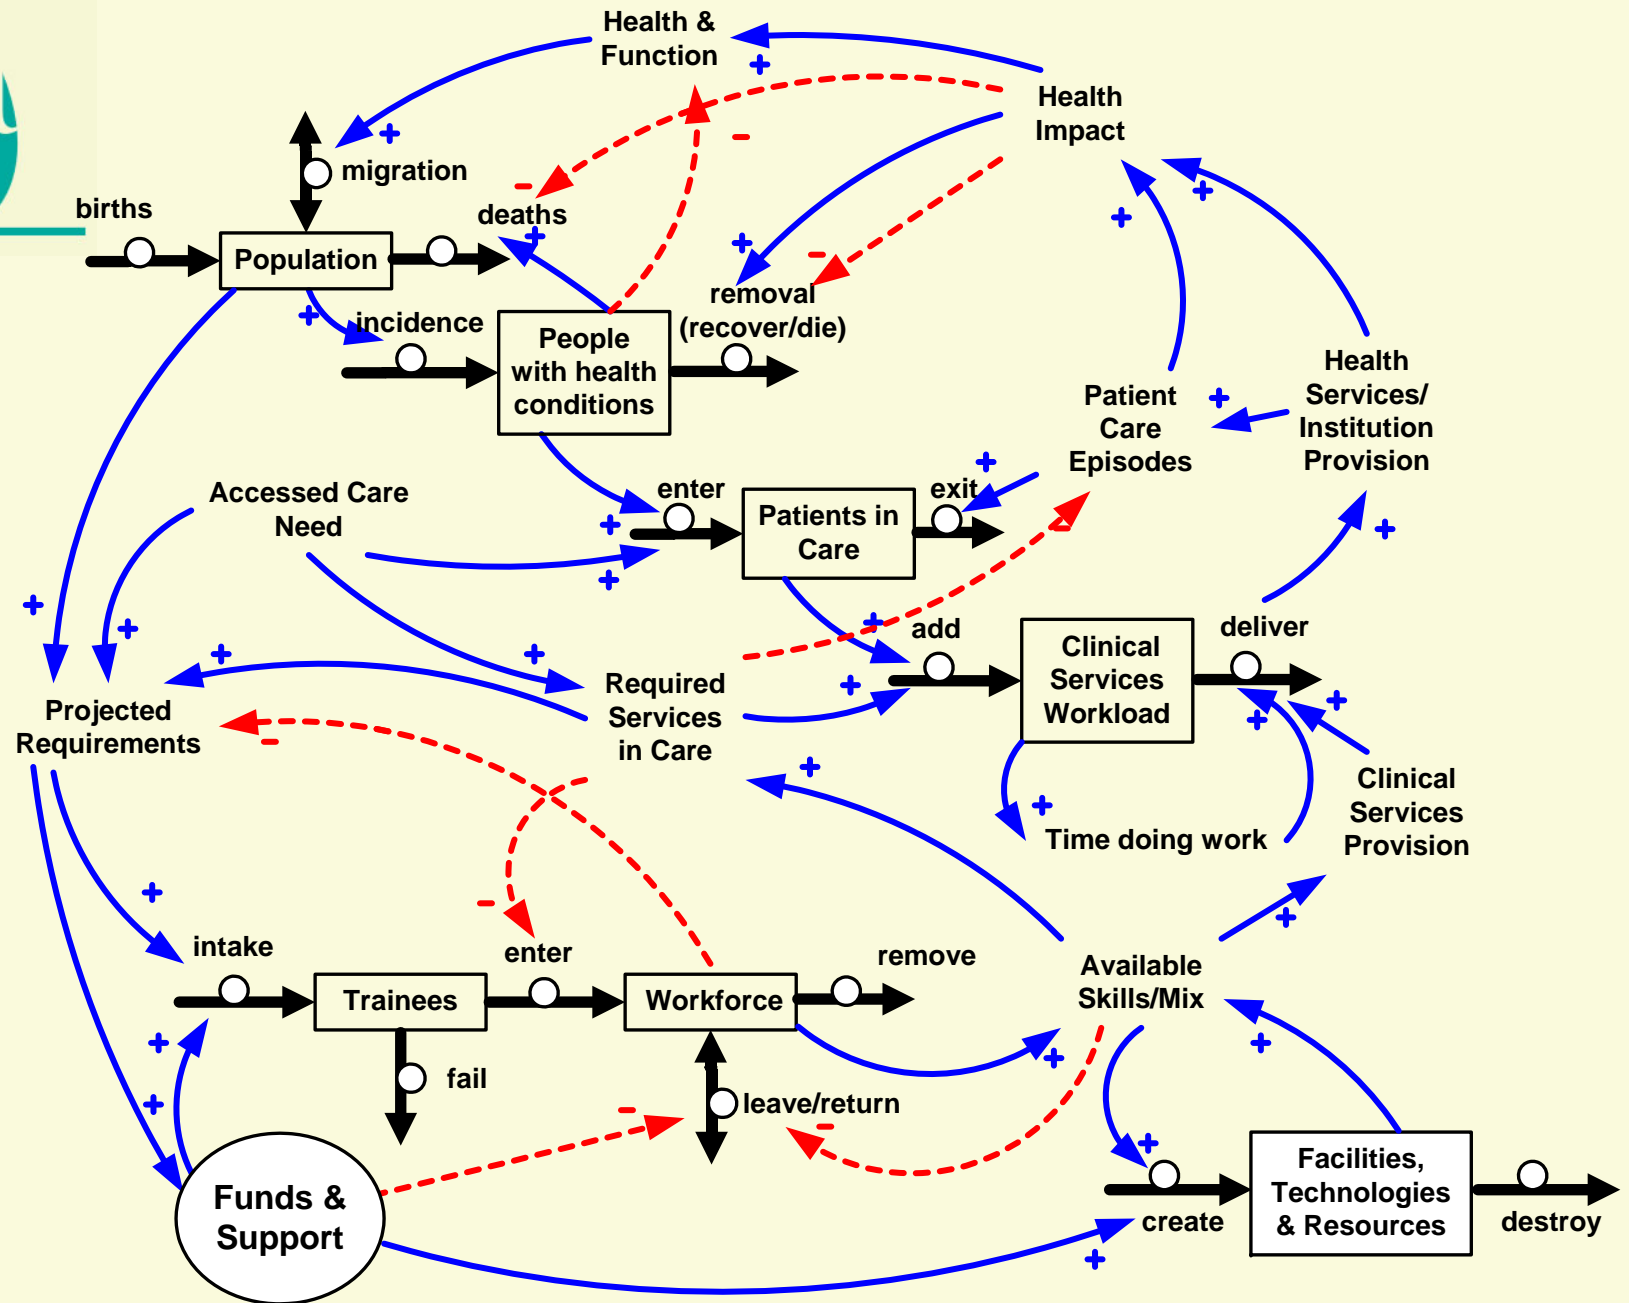 Health &
Function
Health
Impact
migration
births
deaths
Population
removal
(recover/die)
incidence
People
with health
conditions
Health
Services/
Institution
Provision
Patient
Care
Episodes
Accessed Care
Need
enter
exit
Patients in
Care
add
deliver
Clinical
Services
Workload
Required
Services
in Care
Projected
Requirements
Clinical
Services
Provision
Time doing work
intake
enter
remove
Available
Skills/Mix
Trainees
Workforce
fail
leave/return
Funds &
Support
Facilities,
Technologies
& Resources
create
destroy